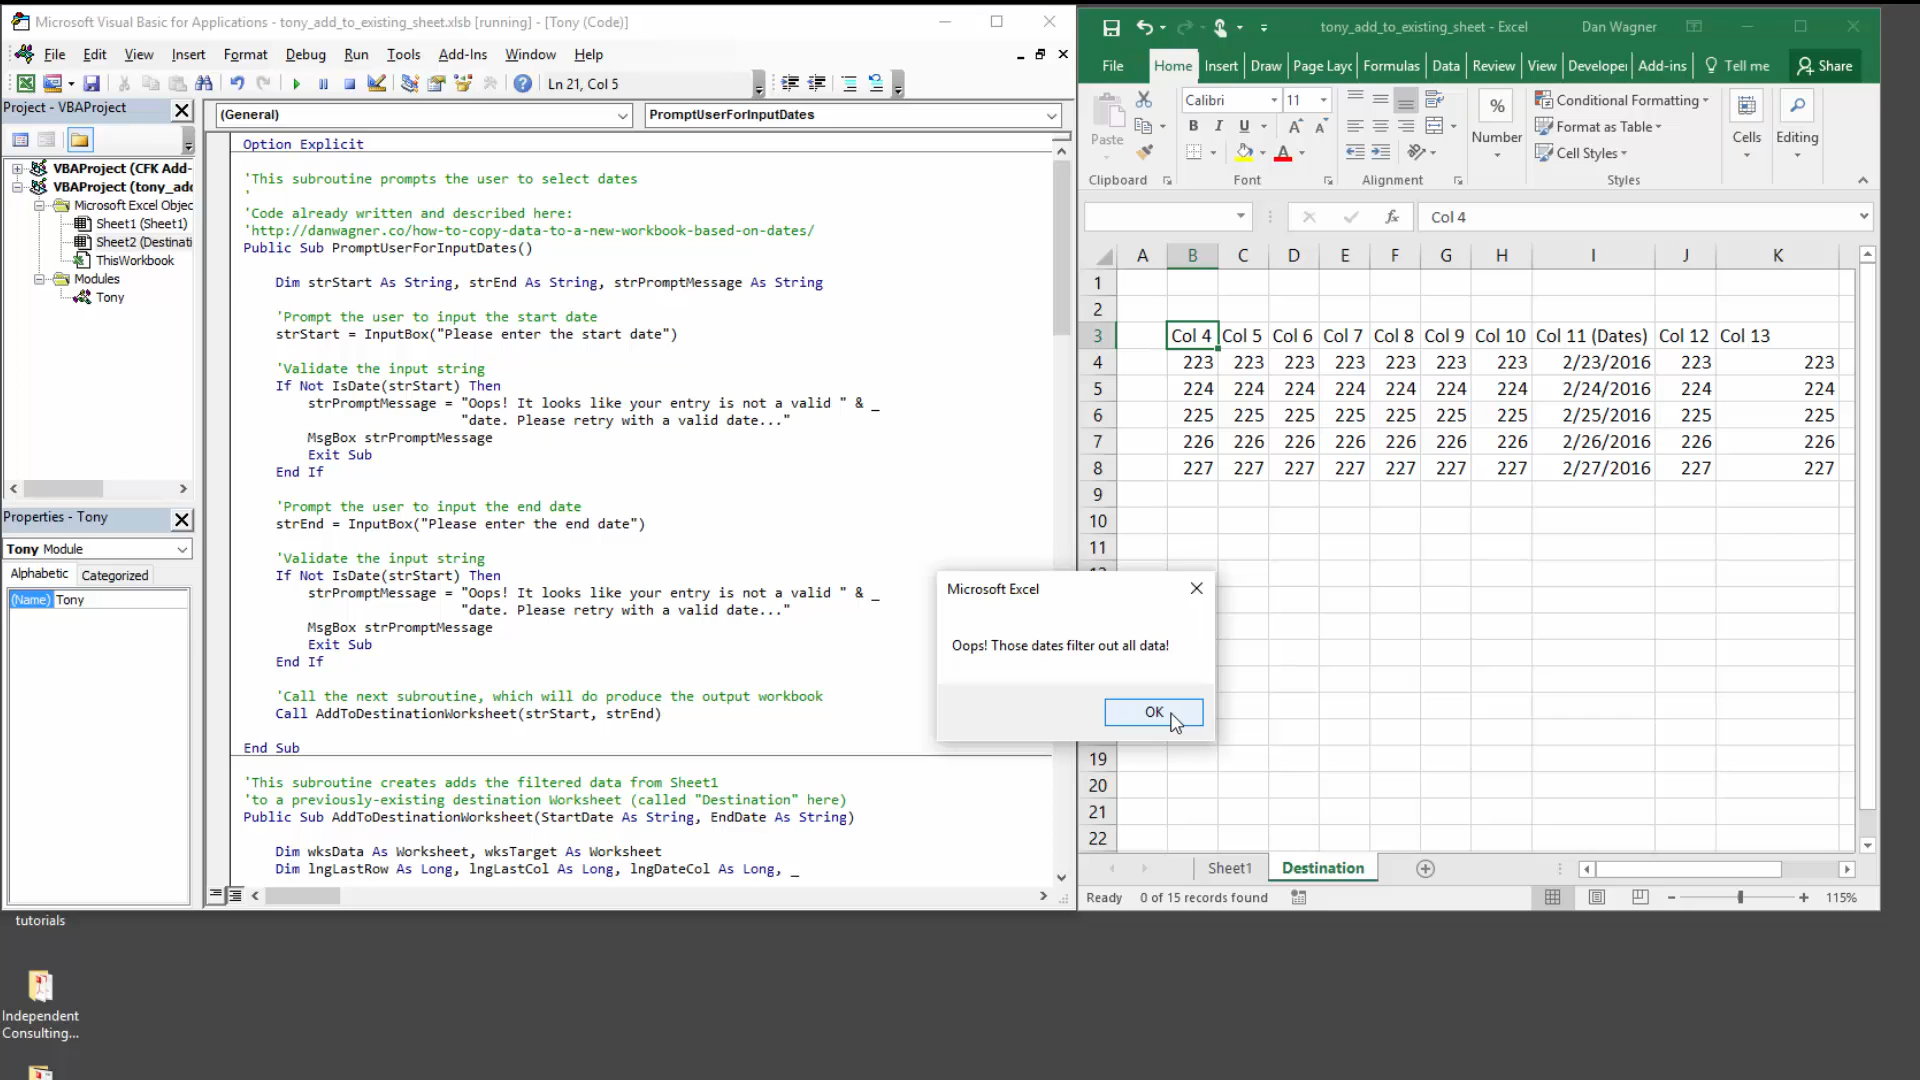 Microsoft Visual Basic for Applications - tony_add_to_existing_sheet.xlsb [running] - [Tony (Code)]
File Edit View Insert Format Debug Run Tools Add-Ins Window Help
Ln 21, Col 5
Project - VBAProject
VBAProject (CFK Add-
VBAProject (tony_add
Microsoft Excel Objec
Sheet1 (Sheet1)
Sheet2 (Destinati
ThisWorkbook
Modules
Tony
Properties - Tony
Tony Module
Alphabetic Categorized
(Name) Tony
(General) PromptUserForInputDates
Option Explicit
'This subroutine prompts the user to select dates
'
'Code already written and described here:
'http://danwagner.co/how-to-copy-data-to-a-new-workbook-based-on-dates/
Public Sub PromptUserForInputDates()
Dim strStart As String, strEnd As String, strPromptMessage As String
'Prompt the user to input the start date
strStart = InputBox("Please enter the start date")
'Validate the input string
If Not IsDate(strStart) Then
strPromptMessage = "Oops! It looks like your entry is not a valid " & _
"date. Please retry with a valid date..."
MsgBox strPromptMessage
Exit Sub
End If
'Prompt the user to input the end date
strEnd = InputBox("Please enter the end date")
'Validate the input string
If Not IsDate(strStart) Then
strPromptMessage = "Oops! It looks like your entry is not a valid " & _
"date. Please retry with a valid date..."
MsgBox strPromptMessage
Exit Sub
End If
'Call the next subroutine, which will do produce the output workbook
Call AddToDestinationWorksheet(strStart, strEnd)
End Sub
'This subroutine creates adds the filtered data from Sheet1
'to a previously-existing destination Worksheet (called "Destination" here)
Public Sub AddToDestinationWorksheet(StartDate As String, EndDate As String)
Dim wksData As Worksheet, wksTarget As Worksheet
Dim lngLastRow As Long, lngLastCol As Long, lngDateCol As Long, _
tony_add_to_existing_sheet - Excel Dan Wagner
File Home Insert Draw Page Layc Formulas Data Review View Developer Add-ins Tell me Share
Calibri 11
Conditional Formatting
Format as Table
Cell Styles
Paste Number Cells Editing
Clipboard Font Alignment Styles
fx Col 4
A B C D E F G H I J K
1
2
3 Col 4 Col 5 Col 6 Col 7 Col 8 Col 9 Col 10 Col 11 (Dates) Col 12 Col 13
4 223 223 223 223 223 223 223 2/23/2016 223 223
5 224 224 224 224 224 224 224 2/24/2016 224 224
6 225 225 225 225 225 225 225 2/25/2016 225 225
7 226 226 226 226 226 226 226 2/26/2016 226 226
8 227 227 227 227 227 227 227 2/27/2016 227 227
9
10
11
19
20
21
22
Microsoft Excel
Oops! Those dates filter out all data!
OK
Sheet1 Destination
Ready 0 of 15 records found 115%
tutorials
Independent
Consulting...